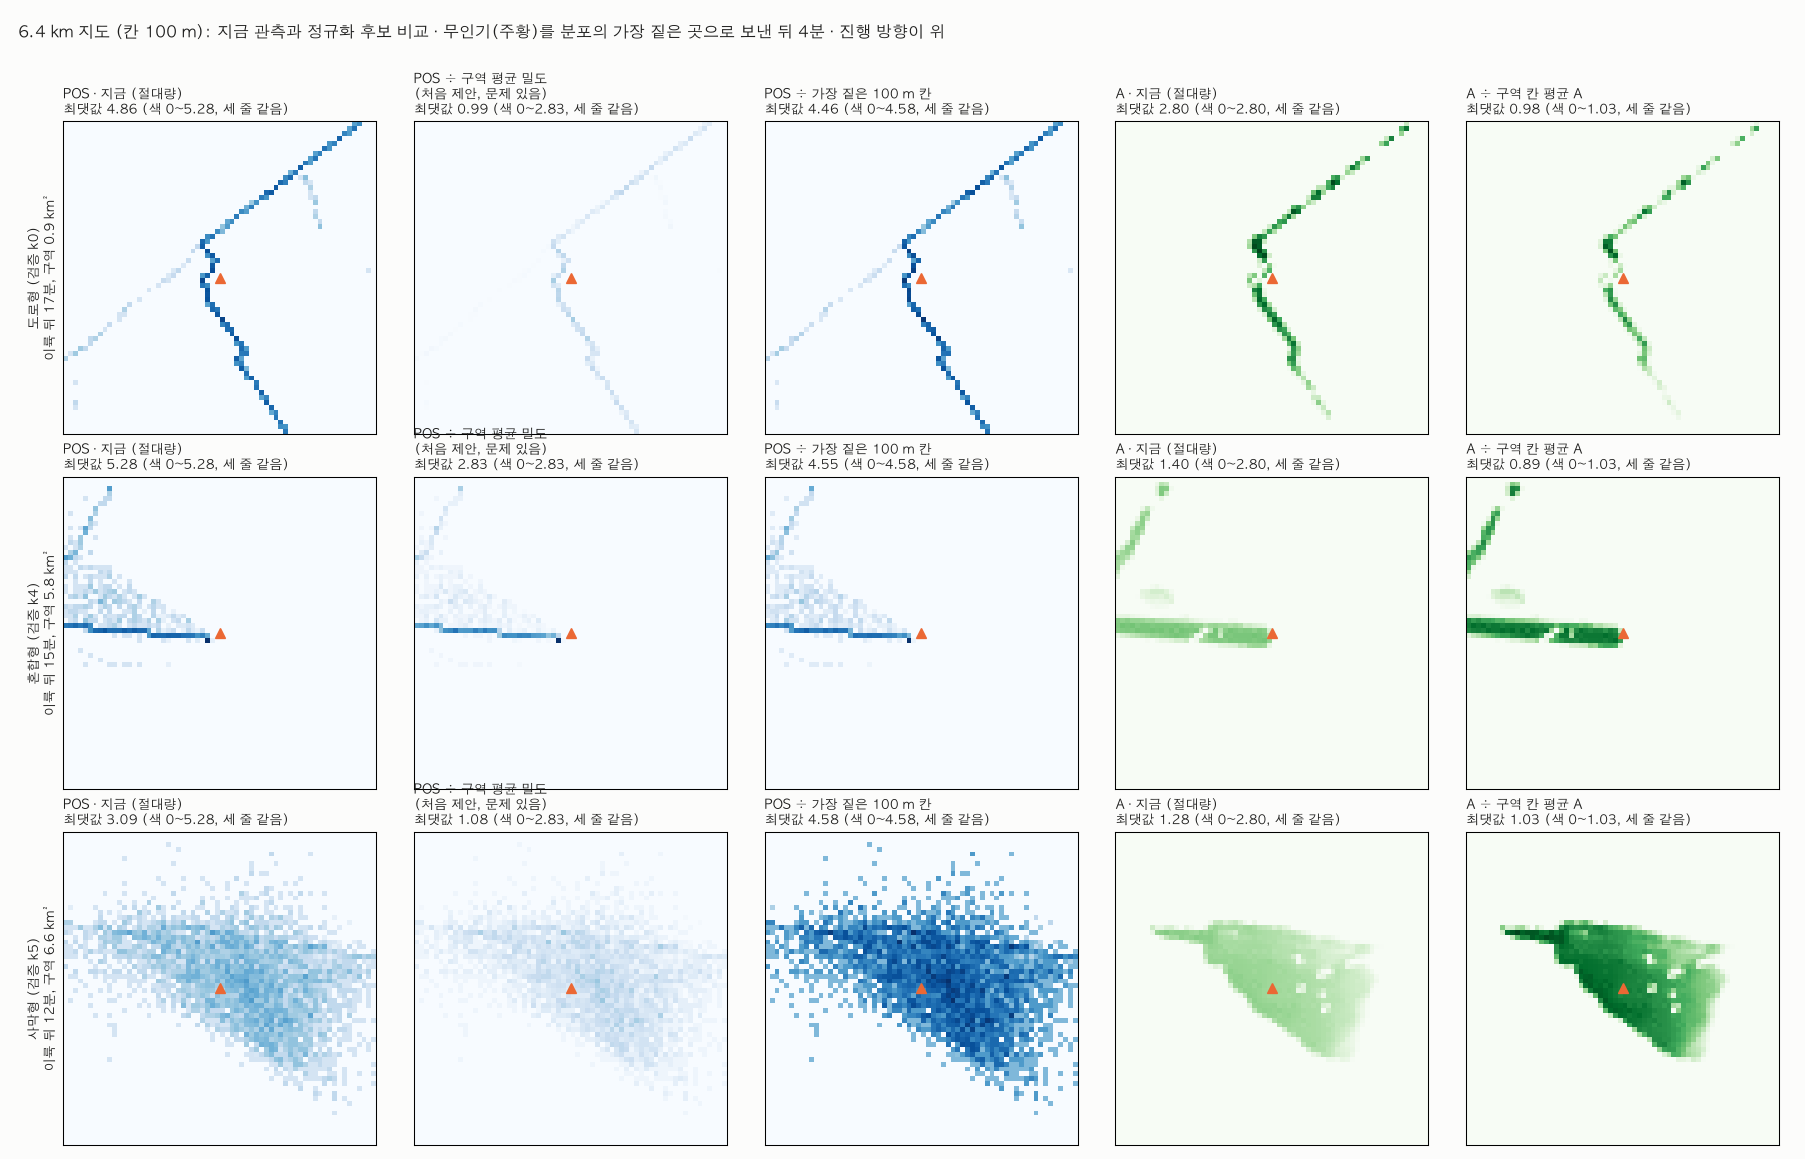 6.4 km 지도 (칸 100 m): 지금 관측과 정규화 후보 비교 · 무인기(주황)를 분포의 가장 짙은 곳으로 보낸 뒤 4분 · 진행 방향이 위
POS · 지금 (절대량)
최댓값 4.86 (색 0~5.28, 세 줄 같음)
POS ÷ 구역 평균 밀도
(처음 제안, 문제 있음)
최댓값 0.99 (색 0~2.83, 세 줄 같음)
POS ÷ 가장 짙은 100 m 칸
최댓값 4.46 (색 0~4.58, 세 줄 같음)
A · 지금 (절대량)
최댓값 2.80 (색 0~2.80, 세 줄 같음)
A ÷ 구역 칸 평균 A
최댓값 0.98 (색 0~1.03, 세 줄 같음)
도로형 (검증 k0)
이륙 뒤 17분, 구역 0.9 km²
POS · 지금 (절대량)
최댓값 5.28 (색 0~5.28, 세 줄 같음)
POS ÷ 구역 평균 밀도
(처음 제안, 문제 있음)
최댓값 2.83 (색 0~2.83, 세 줄 같음)
POS ÷ 가장 짙은 100 m 칸
최댓값 4.55 (색 0~4.58, 세 줄 같음)
A · 지금 (절대량)
최댓값 1.40 (색 0~2.80, 세 줄 같음)
A ÷ 구역 칸 평균 A
최댓값 0.89 (색 0~1.03, 세 줄 같음)
혼합형 (검증 k4)
이륙 뒤 15분, 구역 5.8 km²
POS · 지금 (절대량)
최댓값 3.09 (색 0~5.28, 세 줄 같음)
POS ÷ 구역 평균 밀도
(처음 제안, 문제 있음)
최댓값 1.08 (색 0~2.83, 세 줄 같음)
POS ÷ 가장 짙은 100 m 칸
최댓값 4.58 (색 0~4.58, 세 줄 같음)
A · 지금 (절대량)
최댓값 1.28 (색 0~2.80, 세 줄 같음)
A ÷ 구역 칸 평균 A
최댓값 1.03 (색 0~1.03, 세 줄 같음)
사막형 (검증 k5)
이륙 뒤 12분, 구역 6.6 km²